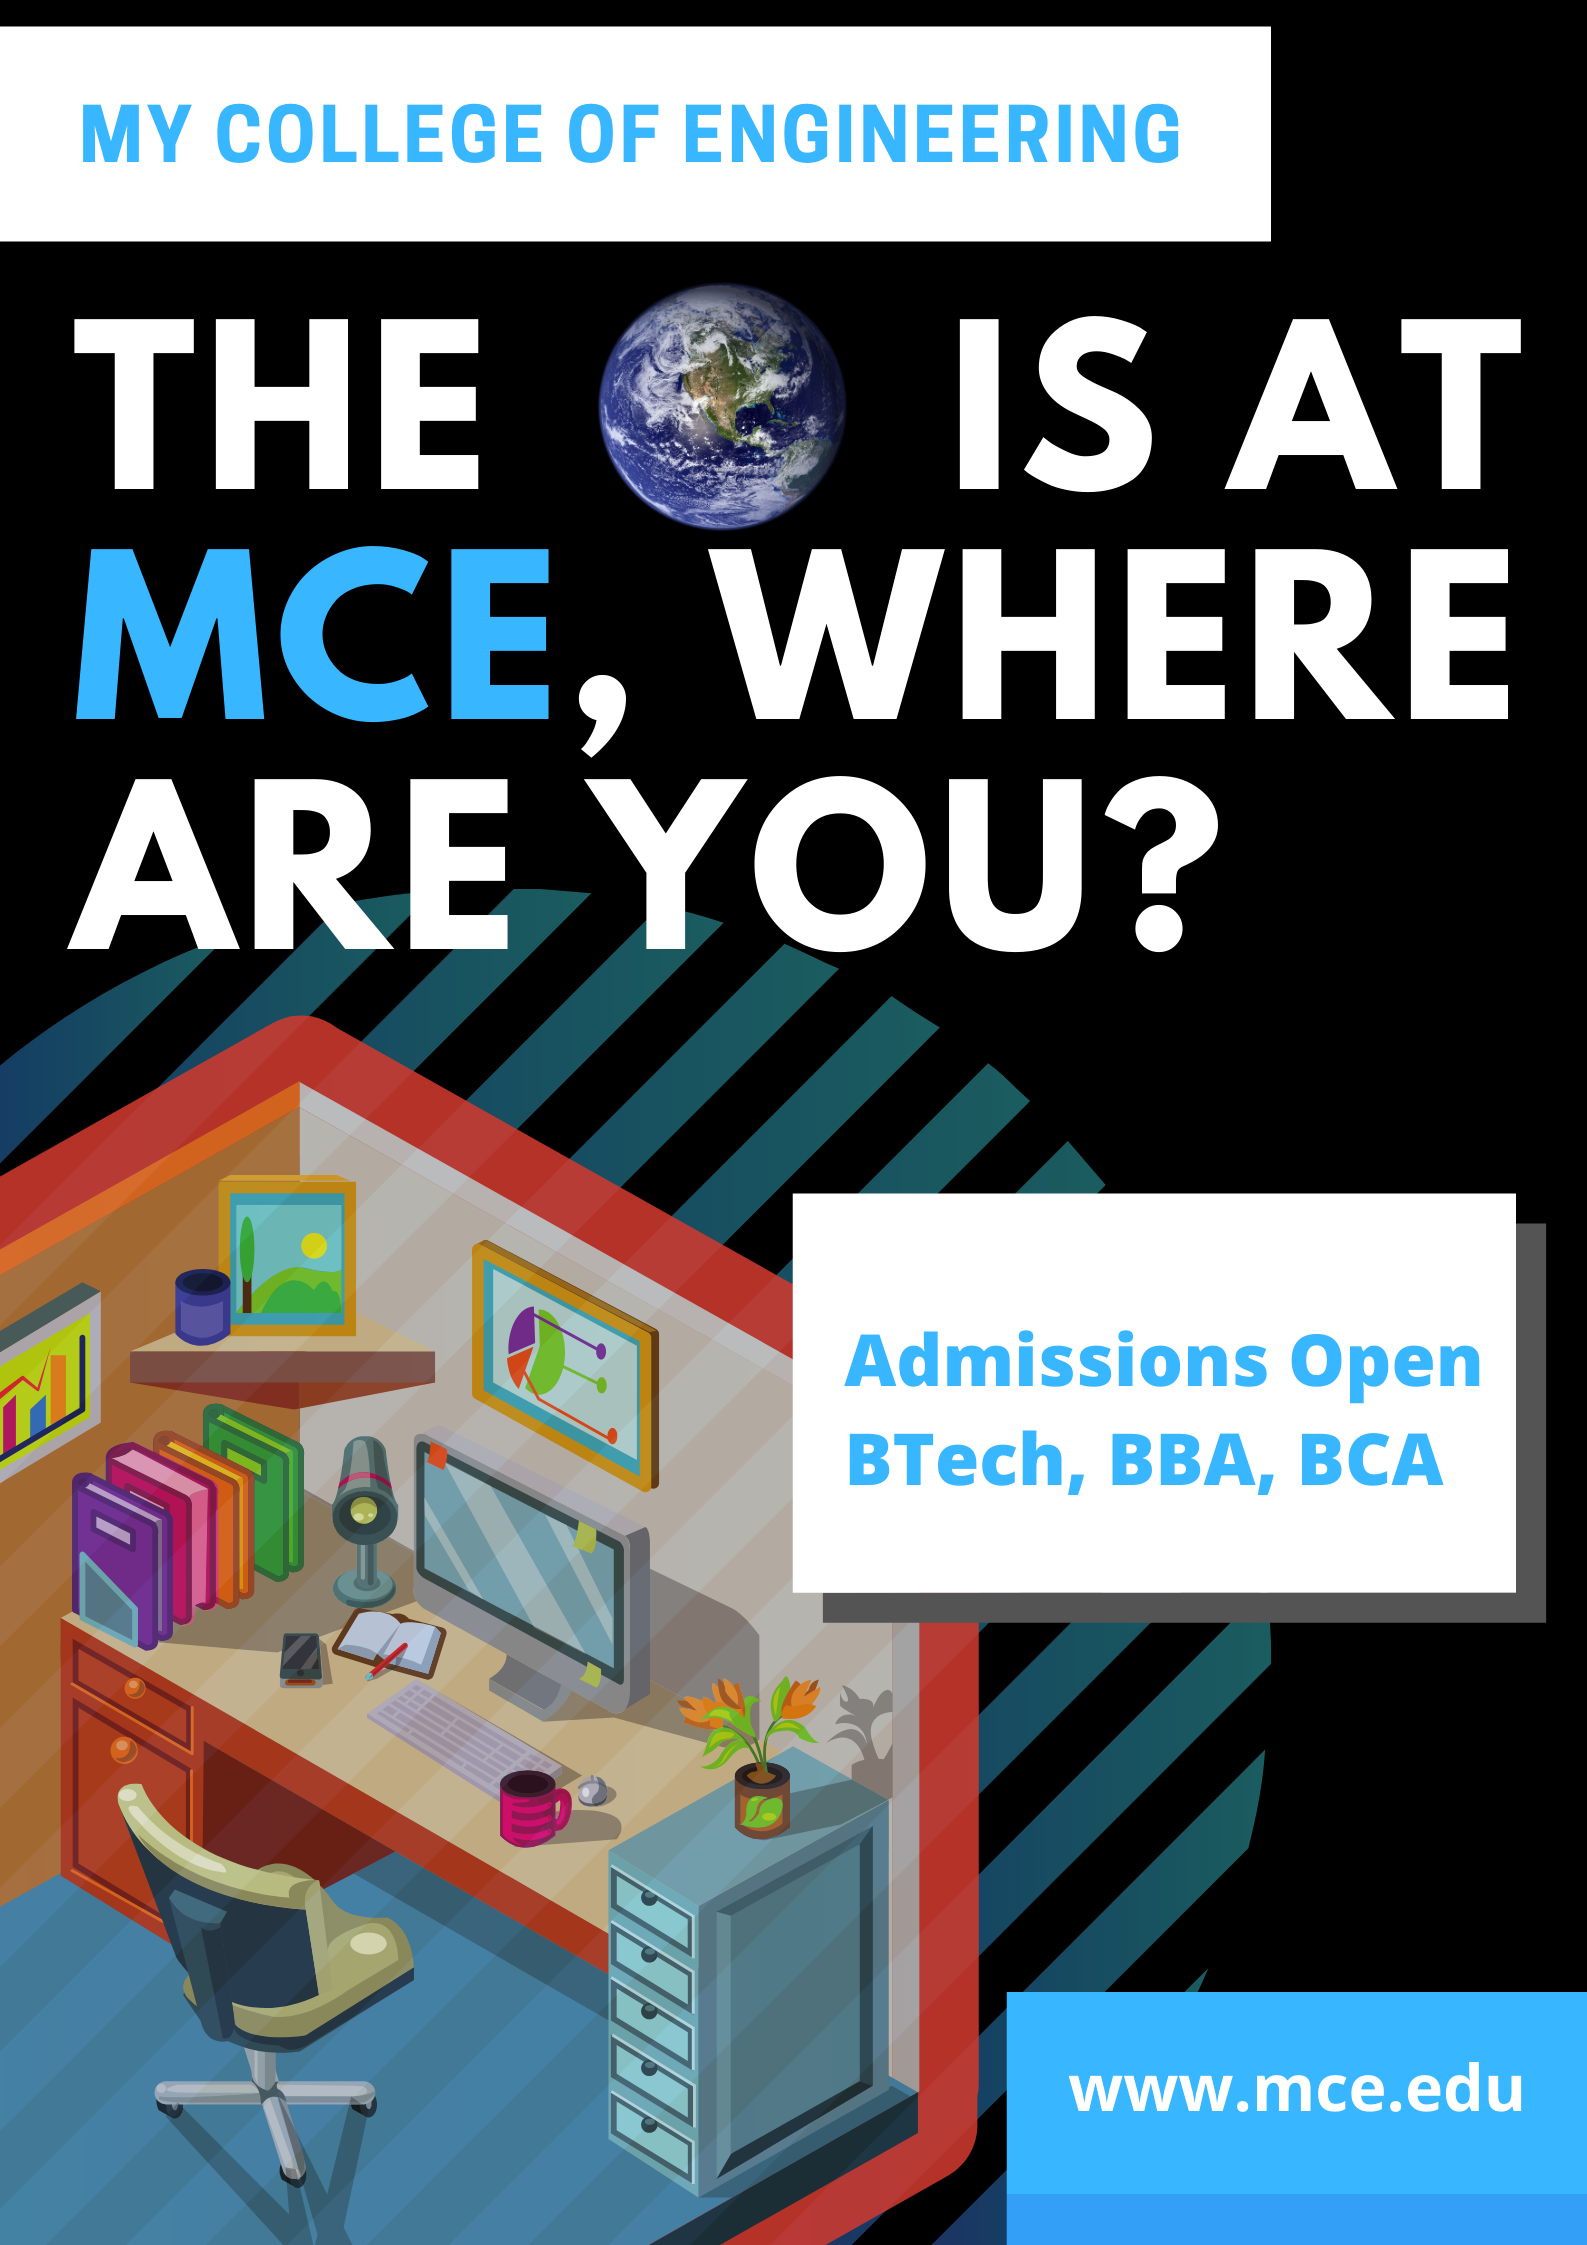 MY COLLEGE OF ENGINEERING
THE IS AT
MCE, WHERE
ARE YOU?
Admissions Open
BTech, BBA, BCA
www.mce.edu